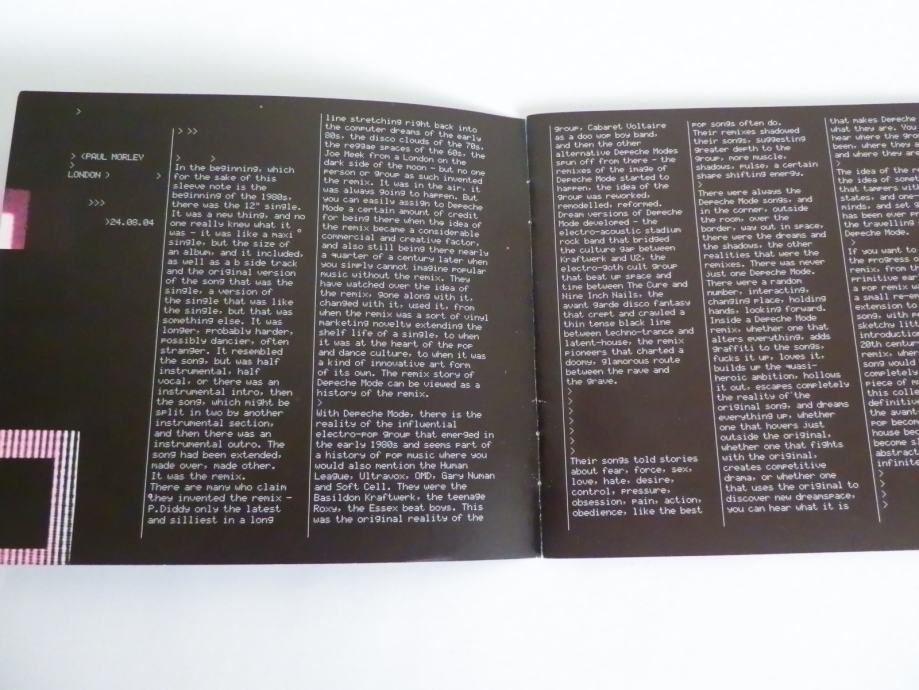 >
> <PAUL MORLEY
>
LONDON > >
>>>
>24.08.04
> >>
> >
In the beginning, which
for the sake of this
sleeve note is the
beginning of the 1980s,
there was the 12" single.
It was a new thing, and no
one really knew what it
was - it was like a maxi
single, but the size of
an album, and it included,
as well as a b side track
and the original version
of the song that was the
single, a version of
the single that was like
the single, but that was
something else. It was
longer, probably harder,
possibly dancier, often
stranger. It resembled
the song, but was half
instrumental, half
vocal, or there was an
instrumental intro, then
the song, which might be
split in two by another
instrumental section,
and then there was an
instrumental outro. The
song had been extended,
made over, made other.
It was the remix.
There are many who claim
they invented the remix -
P.Diddy only the latest
and silliest in a long
line stretching right back into
the computer dreams of the early
80s, the disco clouds of the 70s,
the reggae spaces of the 60s, the
Joe Meek from a London on the
dark side of the moon - but no one
person or group as such invented
the remix. It was in the air, it
was always going to happen. But
you can easily assign to Depeche
Mode a certain amount of credit
for being there when the idea of
the remix became a considerable
commercial and creative factor,
and also still being there nearly
a quarter of a century later when
you simply cannot imagine popular
music without the remix. They
have watched over the idea of
the remix, gone along with it,
changed with it, used it, from
when the remix was a sort of vinyl
marketing novelty extending the
shelf life of a single, to when
it was at the heart of the pop
and dance culture, to when it was
a kind of innovative art form
of its own. The remix story of
Depeche Mode can be viewed as a
history of the remix.
>
With Depeche Mode, there is the
reality of the influential
electro-pop group that emerged in
the early 1980s and seems part of
a history of pop music where you
would also mention the Human
League, Ultravox, OMD, Gary Numan
and Soft Cell. They were the
Basildon Kraftwerk, the teenage
Roxy, the Essex beat boys. This
was the original reality of the
group, Cabaret Voltaire
as a doo wop boy band,
and then the other
alternative Depeche Modes
spun off from there - the
remixes of the image of
Depeche Mode started to
happen, the idea of the
group was reworked,
remodelled, reformed.
Dream versions of Depeche
Mode developed - the
electro-acoustic stadium
rock band that bridged
the culture gap between
Kraftwerk and U2, the
electro-goth cult group
that beat up space and
time between The Cure and
Nine Inch Nails, the
avant garde disco fantasy
that crept and crawled a
thin tense black line
between techno-trance and
latent-house, the remix
pioneers that charted a
doomy, glamorous route
between the rave and
the grave.
>
>
>
>
>
>
Their songs told stories
about fear, force, sex,
love, hate, desire,
control, pressure,
obsession, pain, action,
obedience, like the best
pop songs often do.
Their remixes shadowed
their songs, suggesting
greater depth to the
group, more muscle,
shadows, pulse, a certain
shape shifting energy.
>
There were always the
Depeche Mode songs, and
in the corner, outside
the room, over the
border, way out in space,
there were the dreams and
the shadows, the other
realities that were the
remixes. There was never
just one Depeche Mode.
There were a random
number, interacting,
changing place, holding
hands, looking forward.
Inside a Depeche Mode
remix, whether one that
alters everything, adds
graffiti to the songs,
fucks it up, loves it,
builds up the quasi-
heroic ambition, hollows
it out, escapes completely
the reality of the
original song, and dreams
everything up, whether
one that hovers just
outside the original,
whether one that fights
with the original,
creates competitive
drama, or whether one
that uses the original to
discover new dreamspace,
you can hear what it is
that makes Depeche
what they are. You
hear where the gro
been, where they a
and where they are
>
The idea of the re
the idea of somet
that tampers with
states, and one-
minds, and set
has been ever
the travelling
Depeche Mode.
>
If you want to
the progress o
remix, from t
primitive ear
a pop remix w
a small re-a
extension t
song, with p
sketchy litt
introductio
20th centur
remix, wher
song would
completely
piece of m
this colle
definitiv
the avant
pop becom
house bec
become s
abstract
infinite
>
>
>